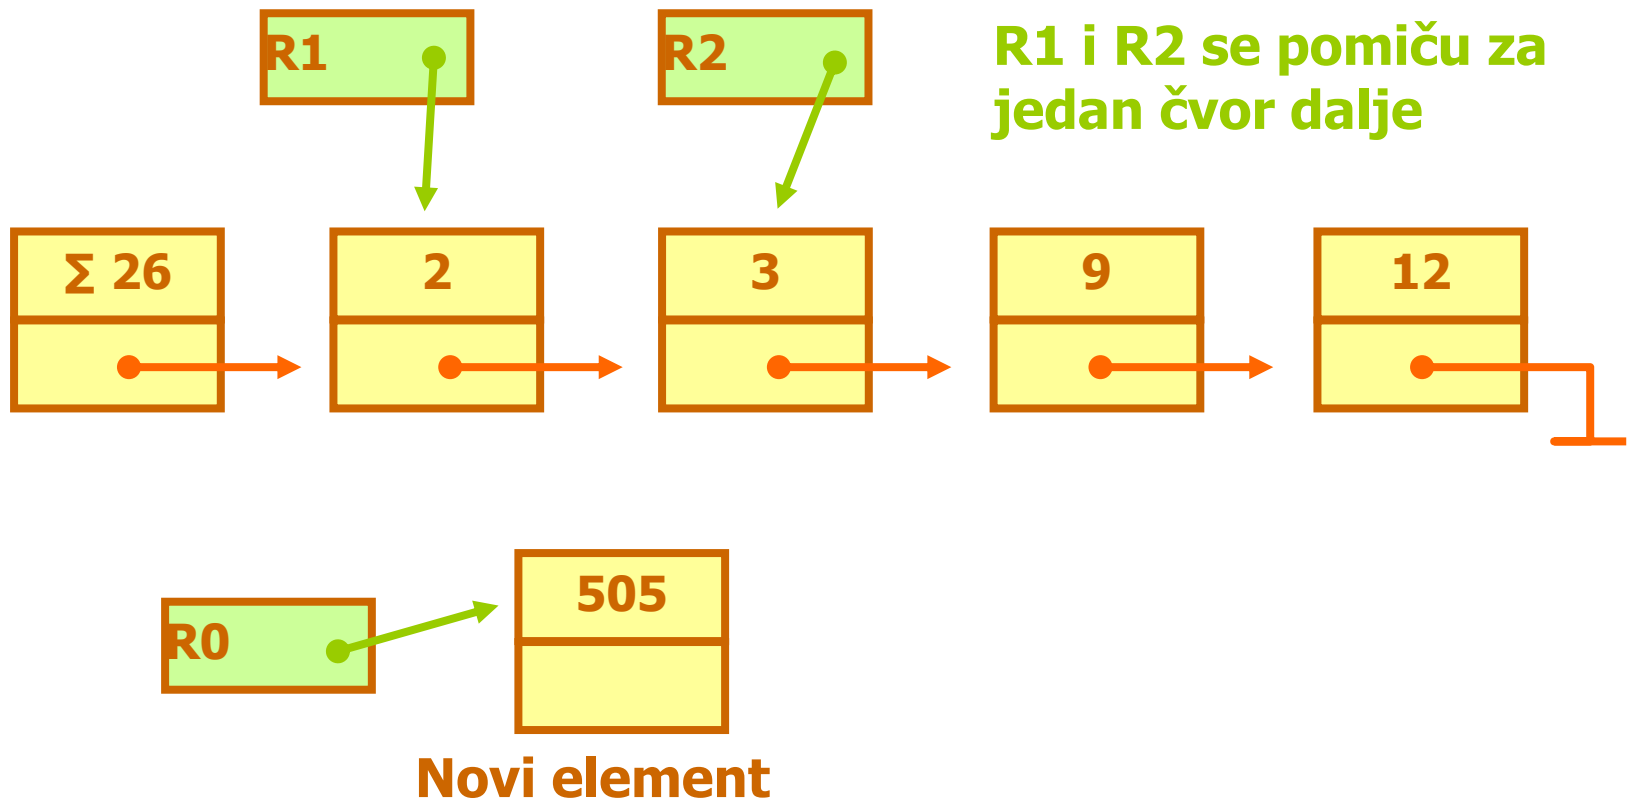 R1
R2
R1 i R2 se pomiču za
jedan čvor dalje
∑ 26
2
3
9
12
505
R0
Novi element